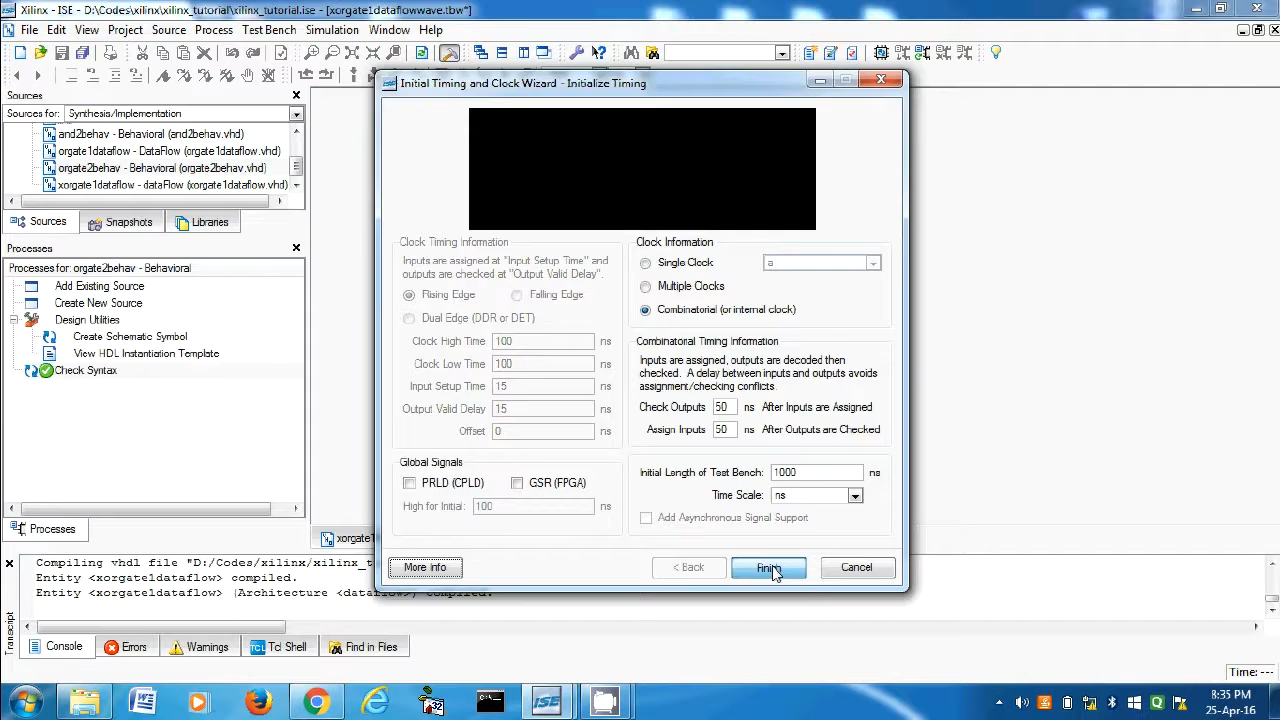 Xilinx - ISE - D:\Codes\xilinx\xilinx_tutorial\xilinx_tutorial.ise - [xorgate1dataflowwave.tbw*]
File Edit View Project Source Process Test Bench Simulation Window Help
Sources
Sources for: Synthesis/Implementation
and2behav - Behavioral (and2behav.vhd)
orgate1dataflow - DataFlow (orgate1dataflow.vhd)
orgate2behav - Behavioral (orgate2behav.vhd)
xorgate1dataflow - dataFlow (xorgate1dataflow.vhd)
Sources Snapshots Libraries
Processes
Processes for: orgate2behav - Behavioral
Add Existing Source
Create New Source
Design Utilities
Create Schematic Symbol
View HDL Instantiation Template
Check Syntax
Processes
Initial Timing and Clock Wizard - Initialize Timing
Clock Timing Information
Inputs are assigned at "Input Setup Time" and
outputs are checked at "Output Valid Delay".
Rising Edge Falling Edge
Dual Edge (DDR or DET)
Clock High Time 100 ns
Clock Low Time 100 ns
Input Setup Time 15 ns
Output Valid Delay 15 ns
Offset 0 ns
Global Signals
PRLD (CPLD) GSR (FPGA)
High for Initial: 100 ns
Clock Information
Single Clock a
Multiple Clocks
Combinatorial (or internal clock)
Combinatorial Timing Information
Inputs are assigned, outputs are decoded then
checked. A delay between inputs and outputs avoids
assignment/checking conflicts.
Check Outputs 50 ns After Inputs are Assigned
Assign Inputs 50 ns After Outputs are Checked
Initial Length of Test Bench: 1000 ns
Time Scale: ns
Add Asynchronous Signal Support
More Info < Back Finish Cancel
Compiling vhdl file "D:/Codes/xilinx/xilinx_t
Entity <xorgate1dataflow> compiled.
Entity <xorgate1dataflow> (Architecture <dataflow>) compiled.
Transcript
Console Errors Warnings Tcl Shell Find in Files
Time: ---
8:35 PM
25-Apr-16